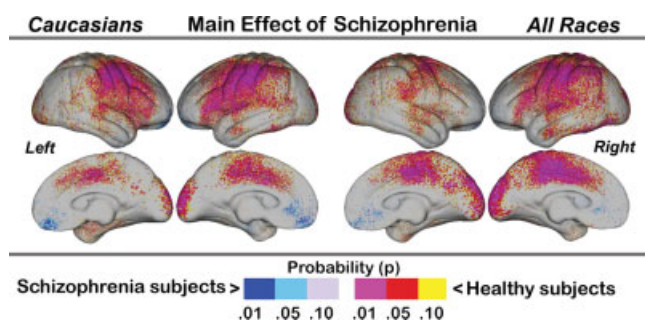 Caucasians Main Effect of Schizophrenia All Races
Left Right
Probability (p)
Schizophrenia subjects > < Healthy subjects
.01 .05 .10 .01 .05 .10